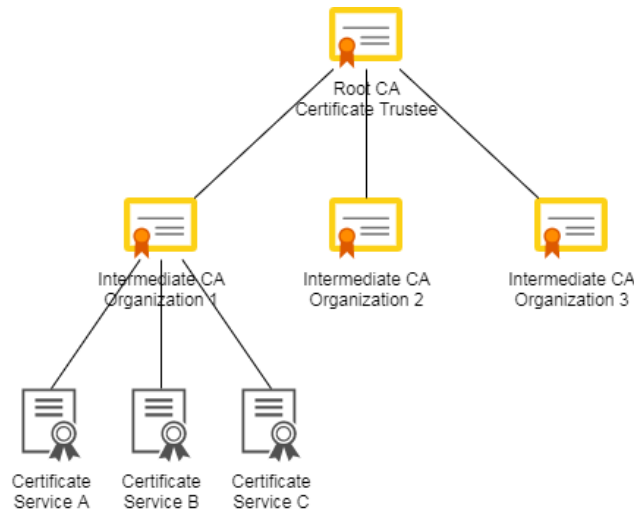 Root CA
Certificate Trustee
Intermediate CA
Organization 1
Intermediate CA
Organization 2
Intermediate CA
Organization 3
Certificate
Service A
Certificate
Service B
Certificate
Service C